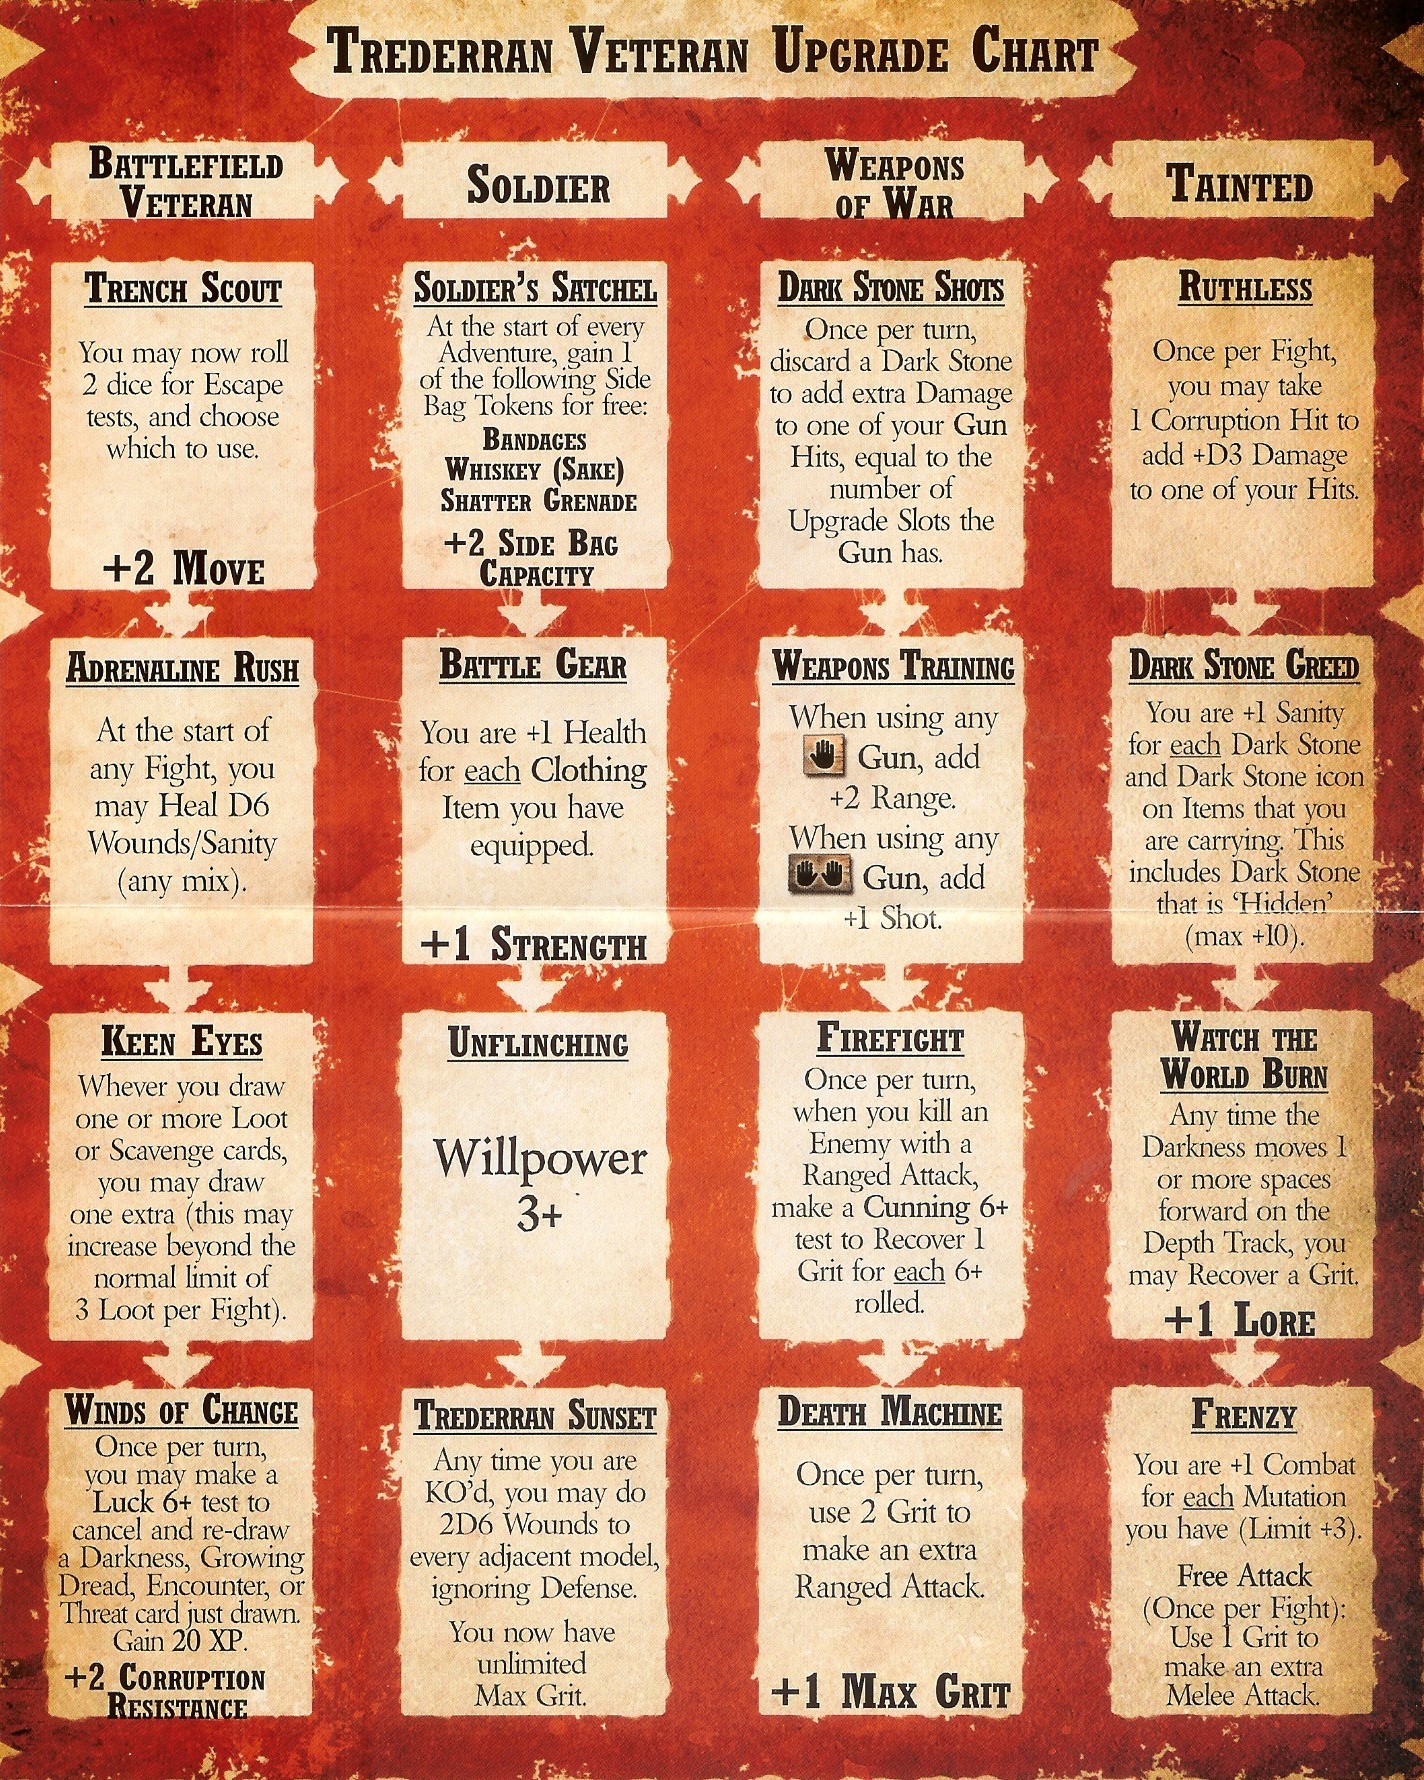 Trederran Veteran Upgrade Chart
Battlefield
Veteran
Trench Scout
You may now roll
2 dice for Escape
tests, and choose
which to use.
+2 Move
Adrenaline Rush
At the start of
any Fight, you
may Heal D6
Wounds/Sanity
(any mix).
Keen Eyes
Whever you draw
one or more Loot
or Scavenge cards,
you may draw
one extra (this may
increase beyond the
normal limit of
3 Loot per Fight).
Winds of Change
Once per turn,
you may make a
Luck 6+ test to
cancel and re-draw
a Darkness, Growing
Dread, Encounter, or
Threat card just drawn.
Gain 20 XP.
+2 Corruption
Resistance
Soldier
Soldier's Satchel
At the start of every
Adventure, gain 1
of the following Side
Bag Tokens for free:
Bandages
Whiskey (Sake)
Shatter Grenade
+2 Side Bag
Capacity
Battle Gear
You are +1 Health
for each Clothing
Item you have
equipped.
+1 Strength
Unflinching
Willpower
3+
Trederran Sunset
Any time you are
KO'd, you may do
2D6 Wounds to
every adjacent model,
ignoring Defense.
You now have
unlimited
Max Grit.
Weapons
of War
Dark Stone Shots
Once per turn,
discard a Dark Stone
to add extra Damage
to one of your Gun
Hits, equal to the
number of
Upgrade Slots the
Gun has.
Weapons Training
When using any
Gun, add
+2 Range.
When using any
Gun, add
+1 Shot.
Firefight
Once per turn,
when you kill an
Enemy with a
Ranged Attack,
make a Cunning 6+
test to Recover 1
Grit for each 6+
rolled.
Death Machine
Once per turn,
use 2 Grit to
make an extra
Ranged Attack.
+1 Max Grit
Tainted
Ruthless
Once per Fight,
you may take
1 Corruption Hit to
add +D3 Damage
to one of your Hits.
Dark Stone Greed
You are +1 Sanity
for each Dark Stone
and Dark Stone icon
on Items that you
are carrying. This
includes Dark Stone
that is 'Hidden'
(max +10).
Watch the
World Burn
Any time the
Darkness moves 1
or more spaces
forward on the
Depth Track, you
may Recover a Grit.
+1 Lore
Frenzy
You are +1 Combat
for each Mutation
you have (Limit +3).
Free Attack
(Once per Fight):
Use 1 Grit to
make an extra
Melee Attack.